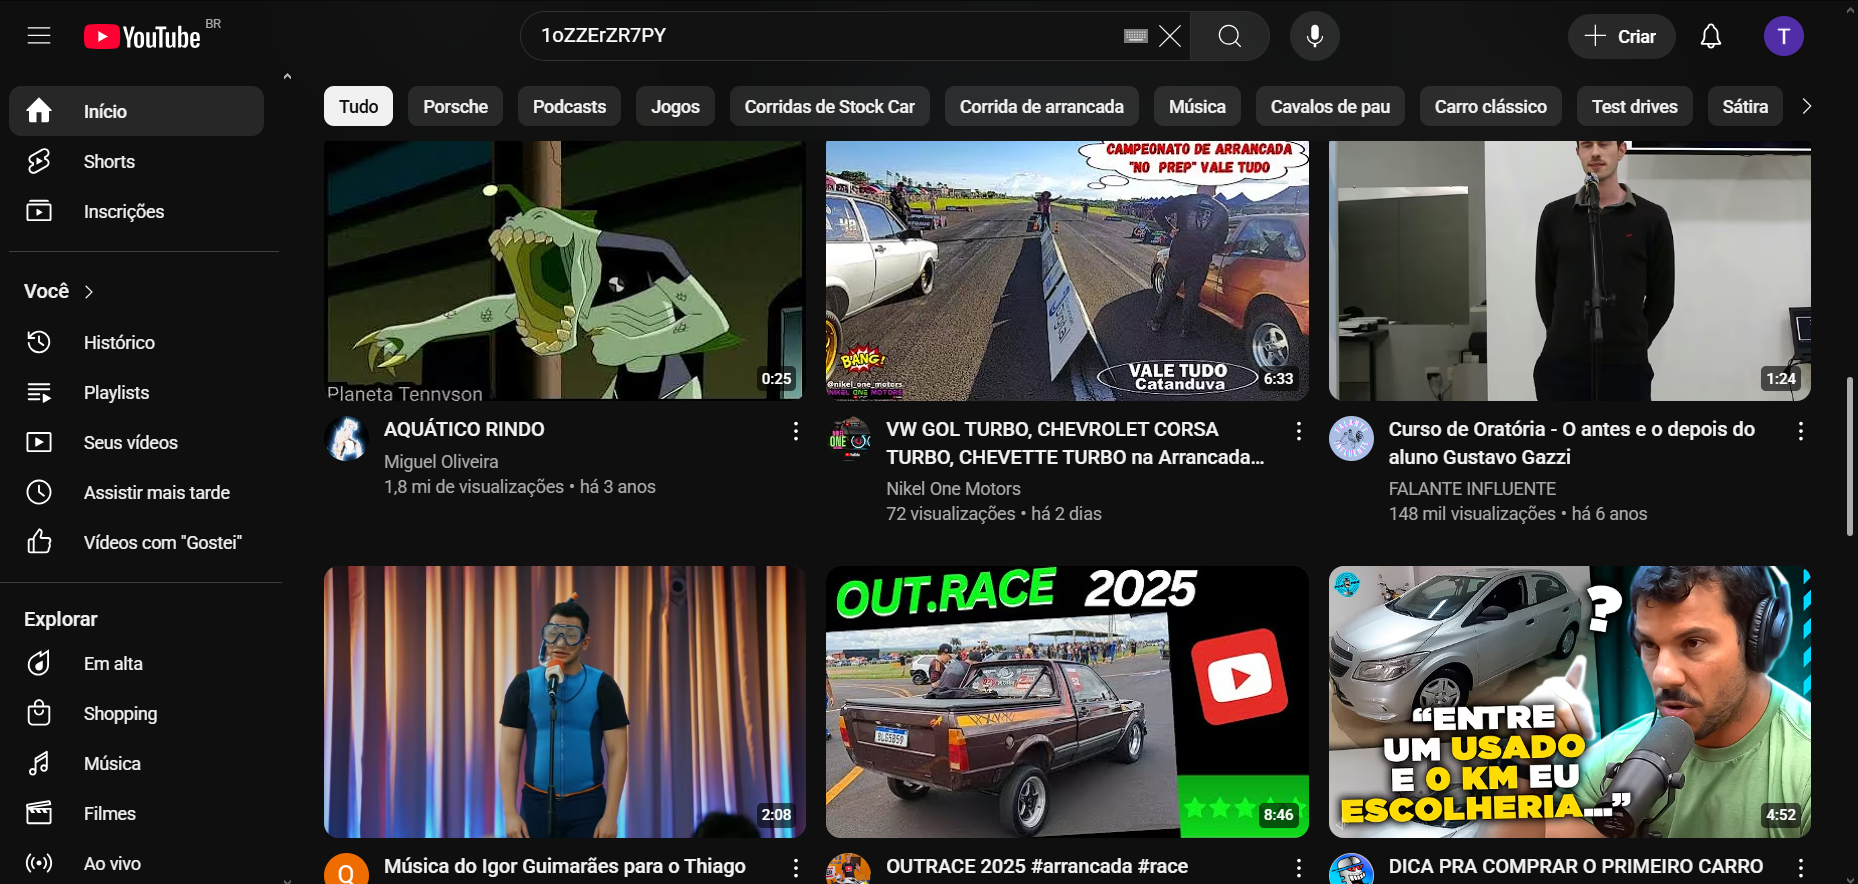 YouTube BR
1oZZErZR7PY
Criar
T
Início
Shorts
Inscrições
Você
Histórico
Playlists
Seus vídeos
Assistir mais tarde
Vídeos com "Gostei"
Explorar
Em alta
Shopping
Música
Filmes
Ao vivo
Tudo
Porsche
Podcasts
Jogos
Corridas de Stock Car
Corrida de arrancada
Música
Cavalos de pau
Carro clássico
Test drives
Sátira
Planeta Tennyson
0:25
AQUÁTICO RINDO
Miguel Oliveira
1,8 mi de visualizações • há 3 anos
CAMPEONATO DE ARRANCADA
"NO PREP" VALE TUDO
BANG!
@nikel_one_motors
NIKEL ONE MOTORS
VALE TUDO
Catanduva
6:33
VW GOL TURBO, CHEVROLET CORSA
TURBO, CHEVETTE TURBO na Arrancada...
Nikel One Motors
72 visualizações • há 2 dias
1:24
FALANTE
INFLUENTE
Curso de Oratória - O antes e o depois do
aluno Gustavo Gazzi
FALANTE INFLUENTE
148 mil visualizações • há 6 anos
2:08
Q
Música do Igor Guimarães para o Thiago
OUT.RACE 2025
8:46
OUTRACE 2025 #arrancada #race
?
"ENTRE
UM USADO
E 0 KM EU
ESCOLHERIA..."
4:52
DICA PRA COMPRAR O PRIMEIRO CARRO